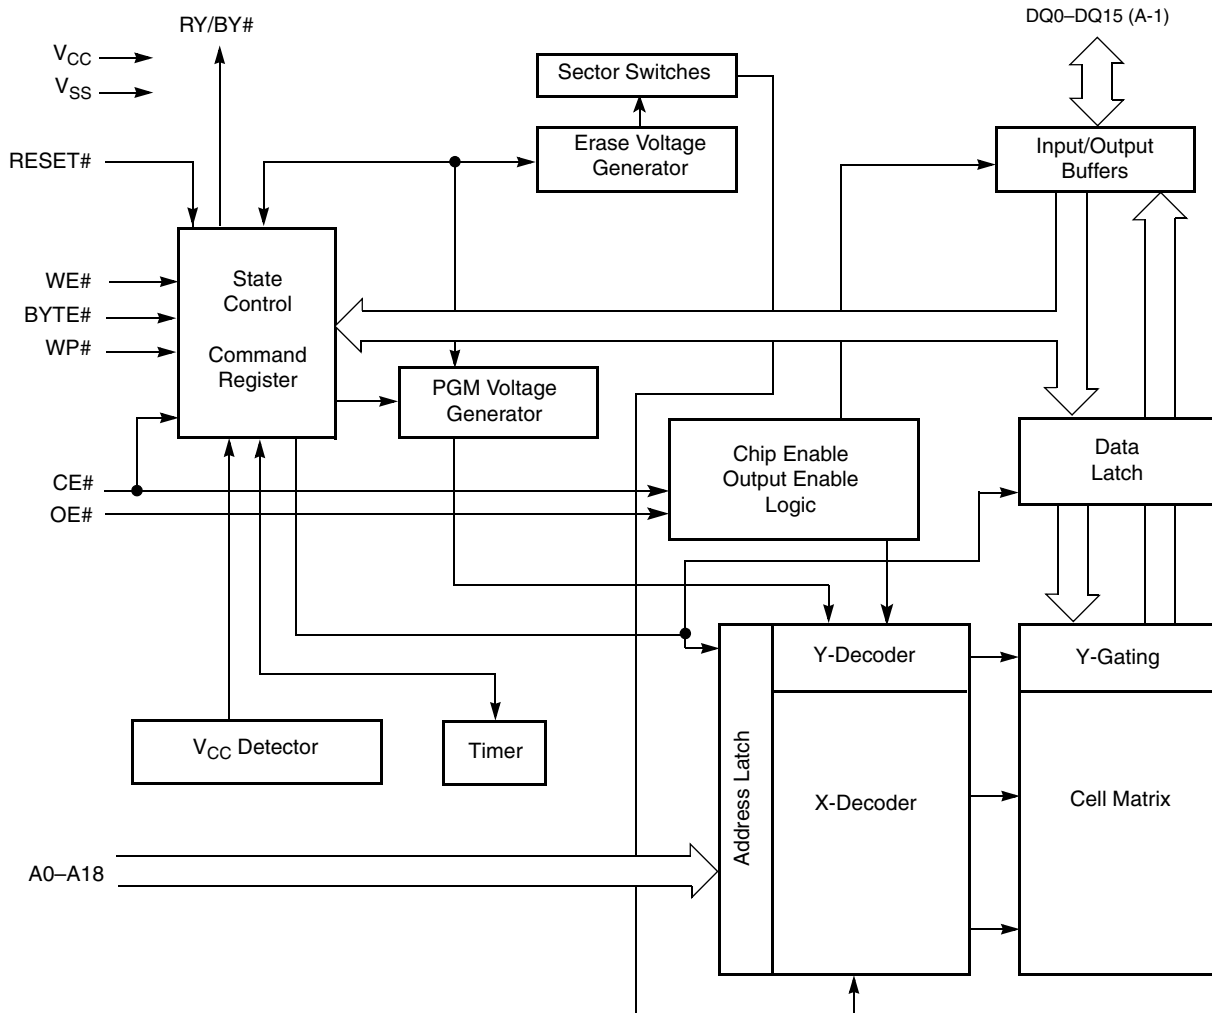 RY/BY#
DQ0–DQ15 (A-1)
VCC
VSS
Sector Switches
Erase Voltage
Generator
Input/Output
Buffers
RESET#
WE#
BYTE#
WP#
State
Control
Command
Register
PGM Voltage
Generator
Chip Enable
Output Enable
Logic
Data
Latch
CE#
OE#
Y-Decoder
Y-Gating
VCC Detector
Timer
Address Latch
X-Decoder
Cell Matrix
A0–A18